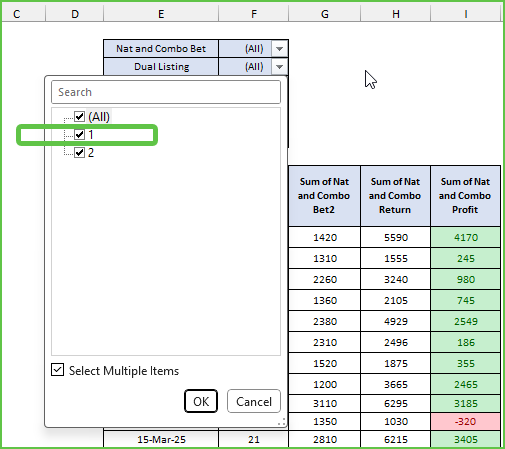 C D E F G H I
Nat and Combo Bet (All)
Dual Listing (All)
Search
(All)
1
2
Select Multiple Items
OK Cancel
Sum of Nat and Combo Bet2
Sum of Nat and Combo Return
Sum of Nat and Combo Profit
1420 5590 4170
1310 1555 245
2260 3240 980
1360 2105 745
2380 4929 2549
2310 2496 186
1520 1875 355
1200 3665 2465
3110 6295 3185
1350 1030 -320
15-Mar-25 21 2810 6215 3405